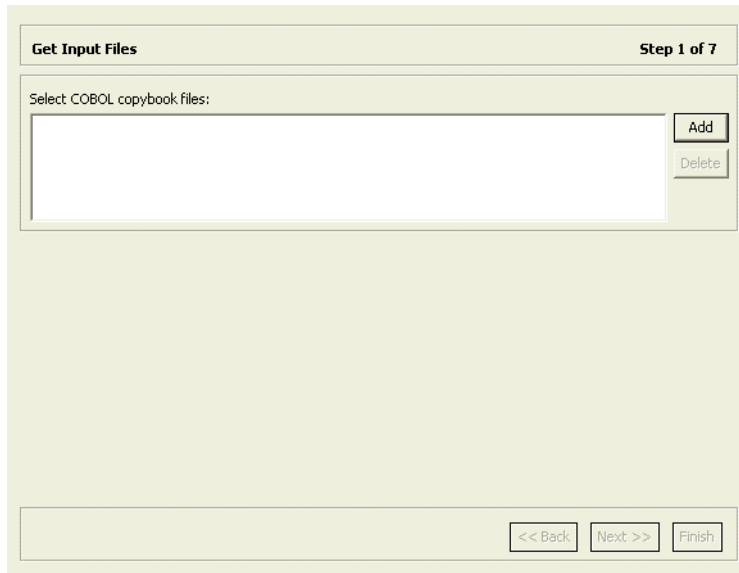 Get Input Files Step 1 of 7
Select COBOL copybook files:
Add
Delete
<< Back Next >> Finish